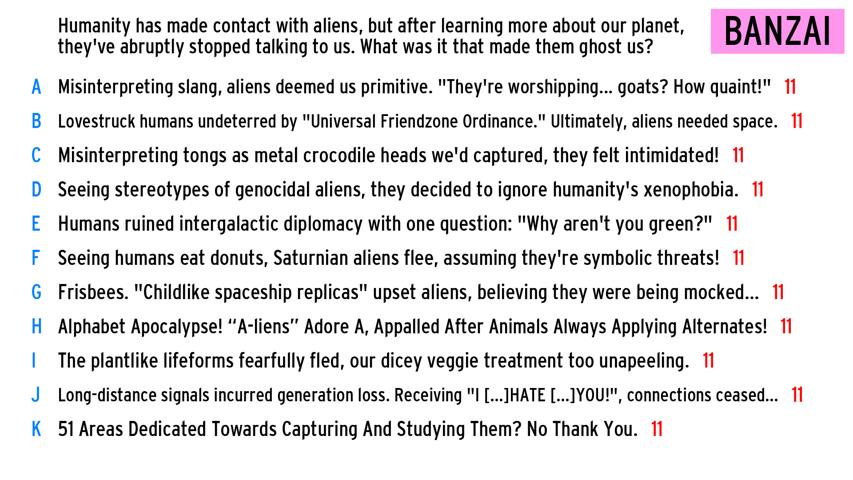 Humanity has made contact with aliens, but after learning more about our planet,
they've abruptly stopped talking to us. What was it that made them ghost us?
BANZAI
A Misinterpreting slang, aliens deemed us primitive. "They're worshipping... goats? How quaint!" 11
B Lovestruck humans undeterred by "Universal Friendzone Ordinance." Ultimately, aliens needed space. 11
C Misinterpreting tongs as metal crocodile heads we'd captured, they felt intimidated! 11
D Seeing stereotypes of genocidal aliens, they decided to ignore humanity's xenophobia. 11
E Humans ruined intergalactic diplomacy with one question: "Why aren't you green?" 11
F Seeing humans eat donuts, Saturnian aliens flee, assuming they're symbolic threats! 11
G Frisbees. "Childlike spaceship replicas" upset aliens, believing they were being mocked... 11
H Alphabet Apocalypse! “A-liens” Adore A, Appalled After Animals Always Applying Alternates! 11
I The plantlike lifeforms fearfully fled, our dicey veggie treatment too unapeeling. 11
J Long-distance signals incurred generation loss. Receiving "I [...]HATE [...]YOU!", connections ceased... 11
K 51 Areas Dedicated Towards Capturing And Studying Them? No Thank You. 11